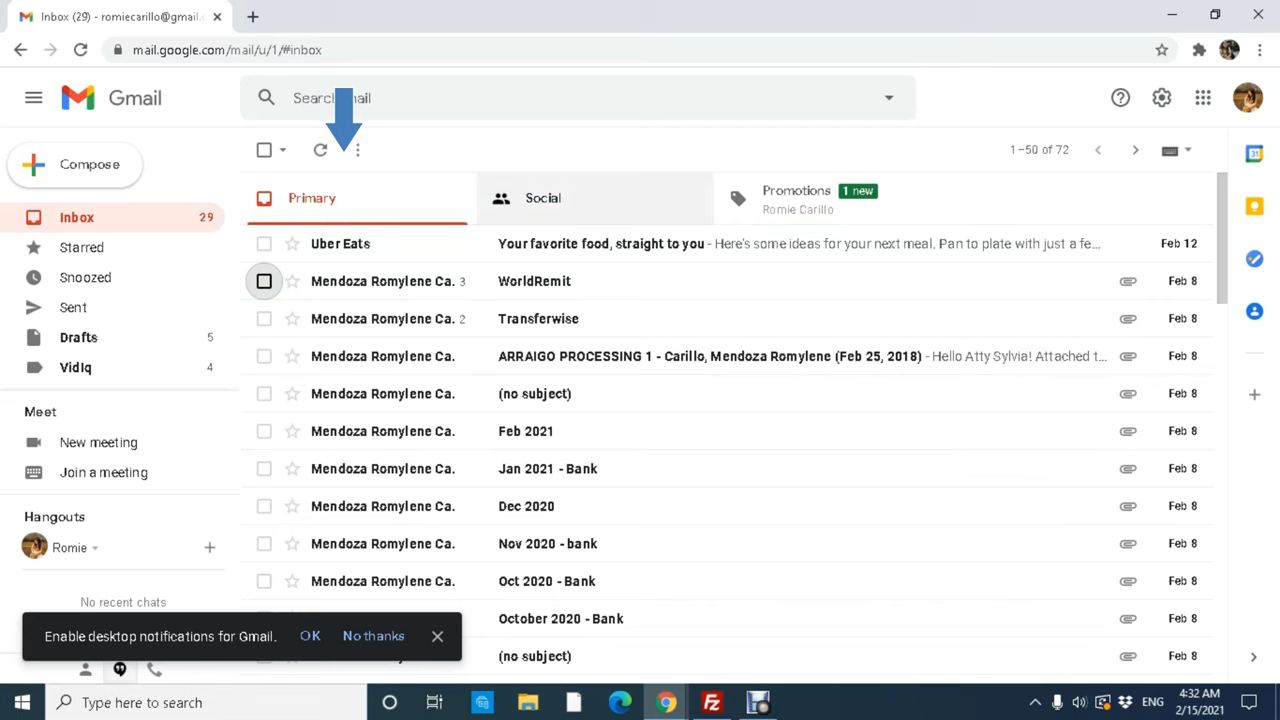 Inbox (29) - romiecarillo@gmail.
mail.google.com/mail/u/1/#inbox
Gmail
Search mail
Compose
1–50 of 72
Primary
Social
Promotions 1 new
Romie Carillo
Inbox 29
Starred
Snoozed
Sent
Drafts 5
VidIq 4
Meet
New meeting
Join a meeting
Hangouts
Romie
No recent chats
Uber Eats Your favorite food, straight to you - Here's some ideas for your next meal. Pan to plate with just a fe... Feb 12
Mendoza Romylene Ca. 3 WorldRemit Feb 8
Mendoza Romylene Ca. 2 Transferwise Feb 8
Mendoza Romylene Ca. ARRAIGO PROCESSING 1 - Carillo, Mendoza Romylene (Feb 25, 2018) - Hello Atty Sylvia! Attached t... Feb 8
Mendoza Romylene Ca. (no subject) Feb 8
Mendoza Romylene Ca. Feb 2021 Feb 8
Mendoza Romylene Ca. Jan 2021 - Bank Feb 8
Mendoza Romylene Ca. Dec 2020 Feb 8
Mendoza Romylene Ca. Nov 2020 - bank Feb 8
Mendoza Romylene Ca. Oct 2020 - Bank Feb 8
October 2020 - Bank Feb 8
(no subject) Feb 8
Enable desktop notifications for Gmail. OK No thanks
Type here to search
ENG
4:32 AM
2/15/2021